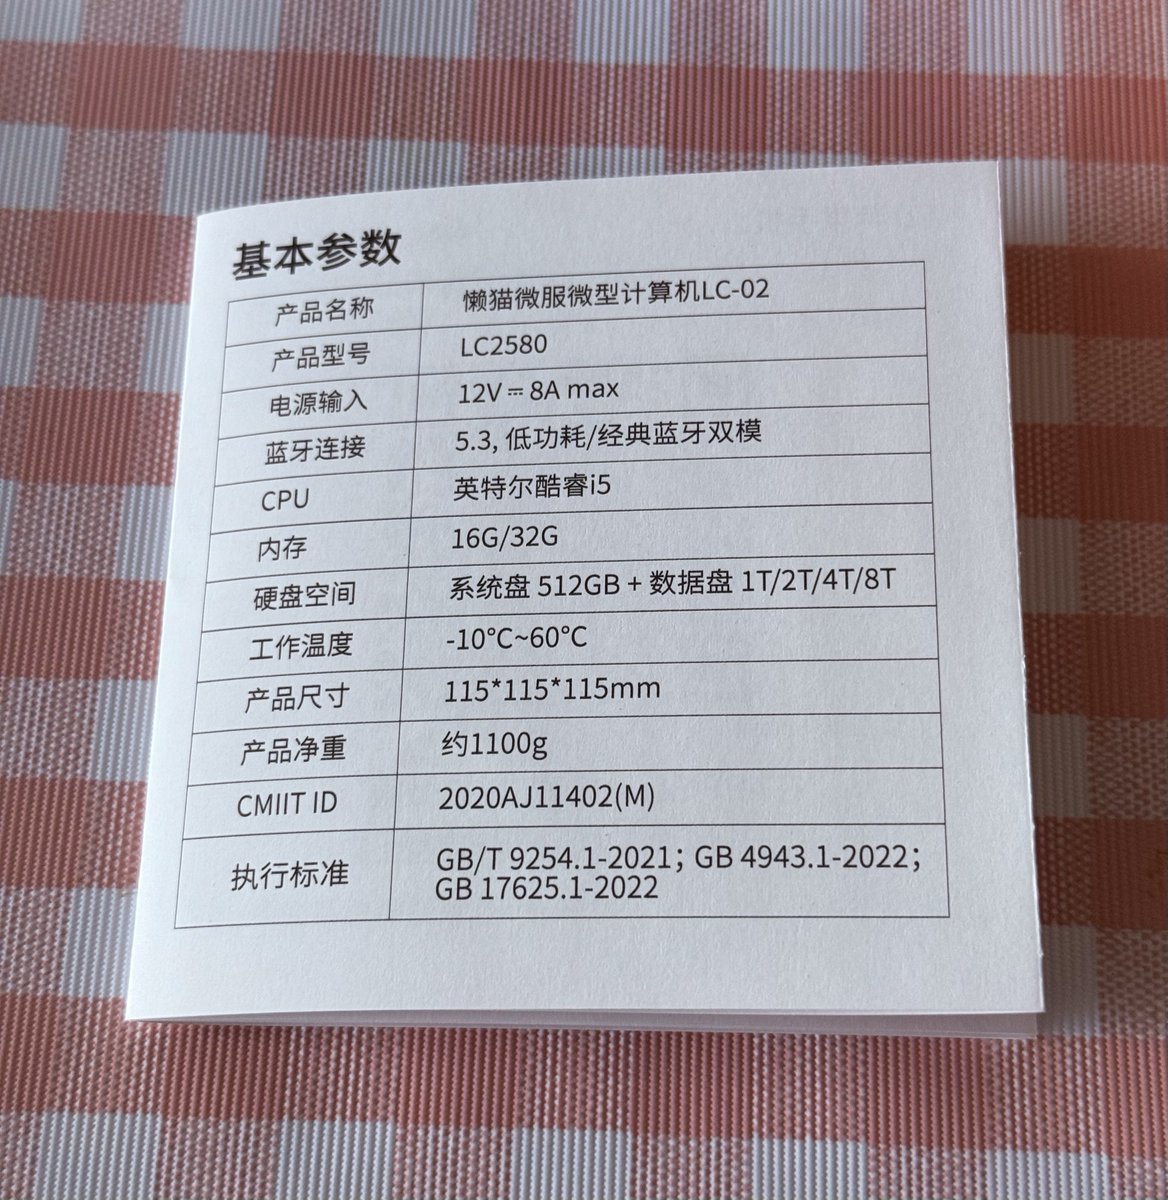 基本参数
产品名称 懒猫微服微型计算机LC-02
产品型号 LC2580
电源输入 12V⎓8A max
蓝牙连接 5.3, 低功耗/经典蓝牙双模
CPU 英特尔酷睿i5
内存 16G/32G
硬盘空间 系统盘 512GB + 数据盘 1T/2T/4T/8T
工作温度 -10℃~60℃
产品尺寸 115*115*115mm
产品净重 约1100g
CMIIT ID 2020AJ11402(M)
执行标准 GB/T 9254.1-2021；GB 4943.1-2022；
GB 17625.1-2022